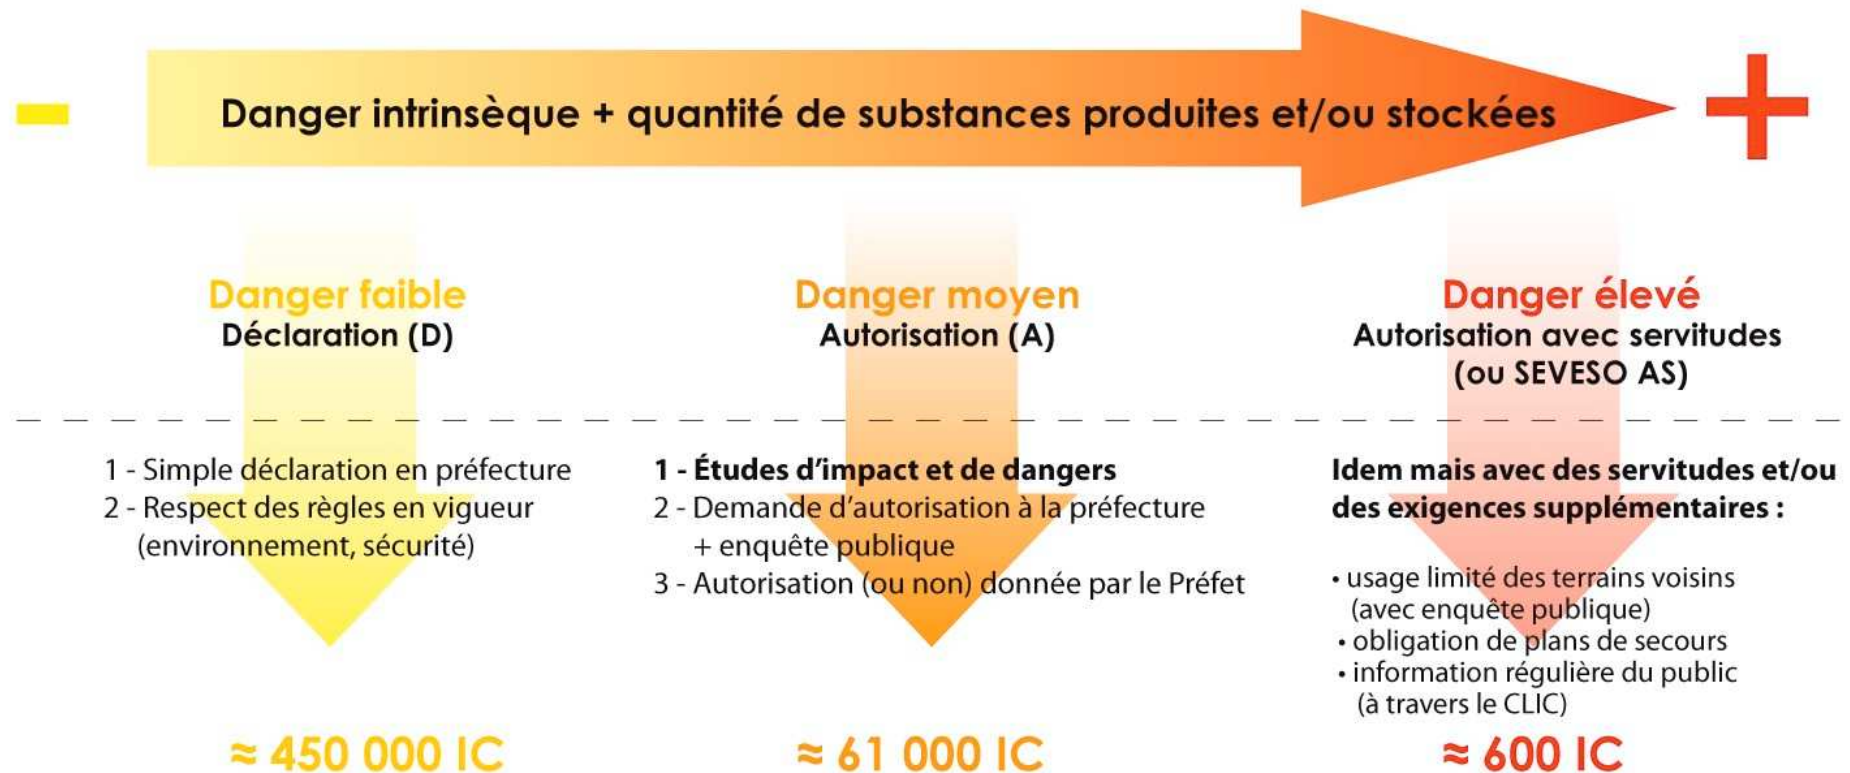 -
Danger intrinsèque + quantité de substances produites et/ou stockées
+
Danger faible
Déclaration (D)
1 - Simple déclaration en préfecture
2 - Respect des règles en vigueur
(environnement, sécurité)
≈ 450 000 IC
Danger moyen
Autorisation (A)
1 - Études d’impact et de dangers
2 - Demande d’autorisation à la préfecture
+ enquête publique
3 - Autorisation (ou non) donnée par le Préfet
≈ 61 000 IC
Danger élevé
Autorisation avec servitudes
(ou SEVESO AS)
Idem mais avec des servitudes et/ou
des exigences supplémentaires :
• usage limité des terrains voisins
(avec enquête publique)
• obligation de plans de secours
• information régulière du public
(à travers le CLIC)
≈ 600 IC